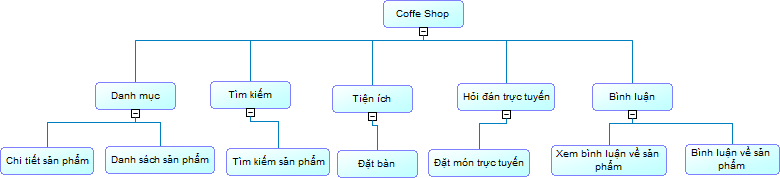 Coffe Shop
Danh mục
Tìm kiếm
Tiện ích
Hỏi đán trực tuyến
Bình luận
Chi tiết sản phẩm
Danh sách sản phẩm
Tìm kiếm sản phẩm
Đặt bàn
Đặt món trực tuyến
Xem bình luận về sản
phẩm
Bình luận về sản
phẩm